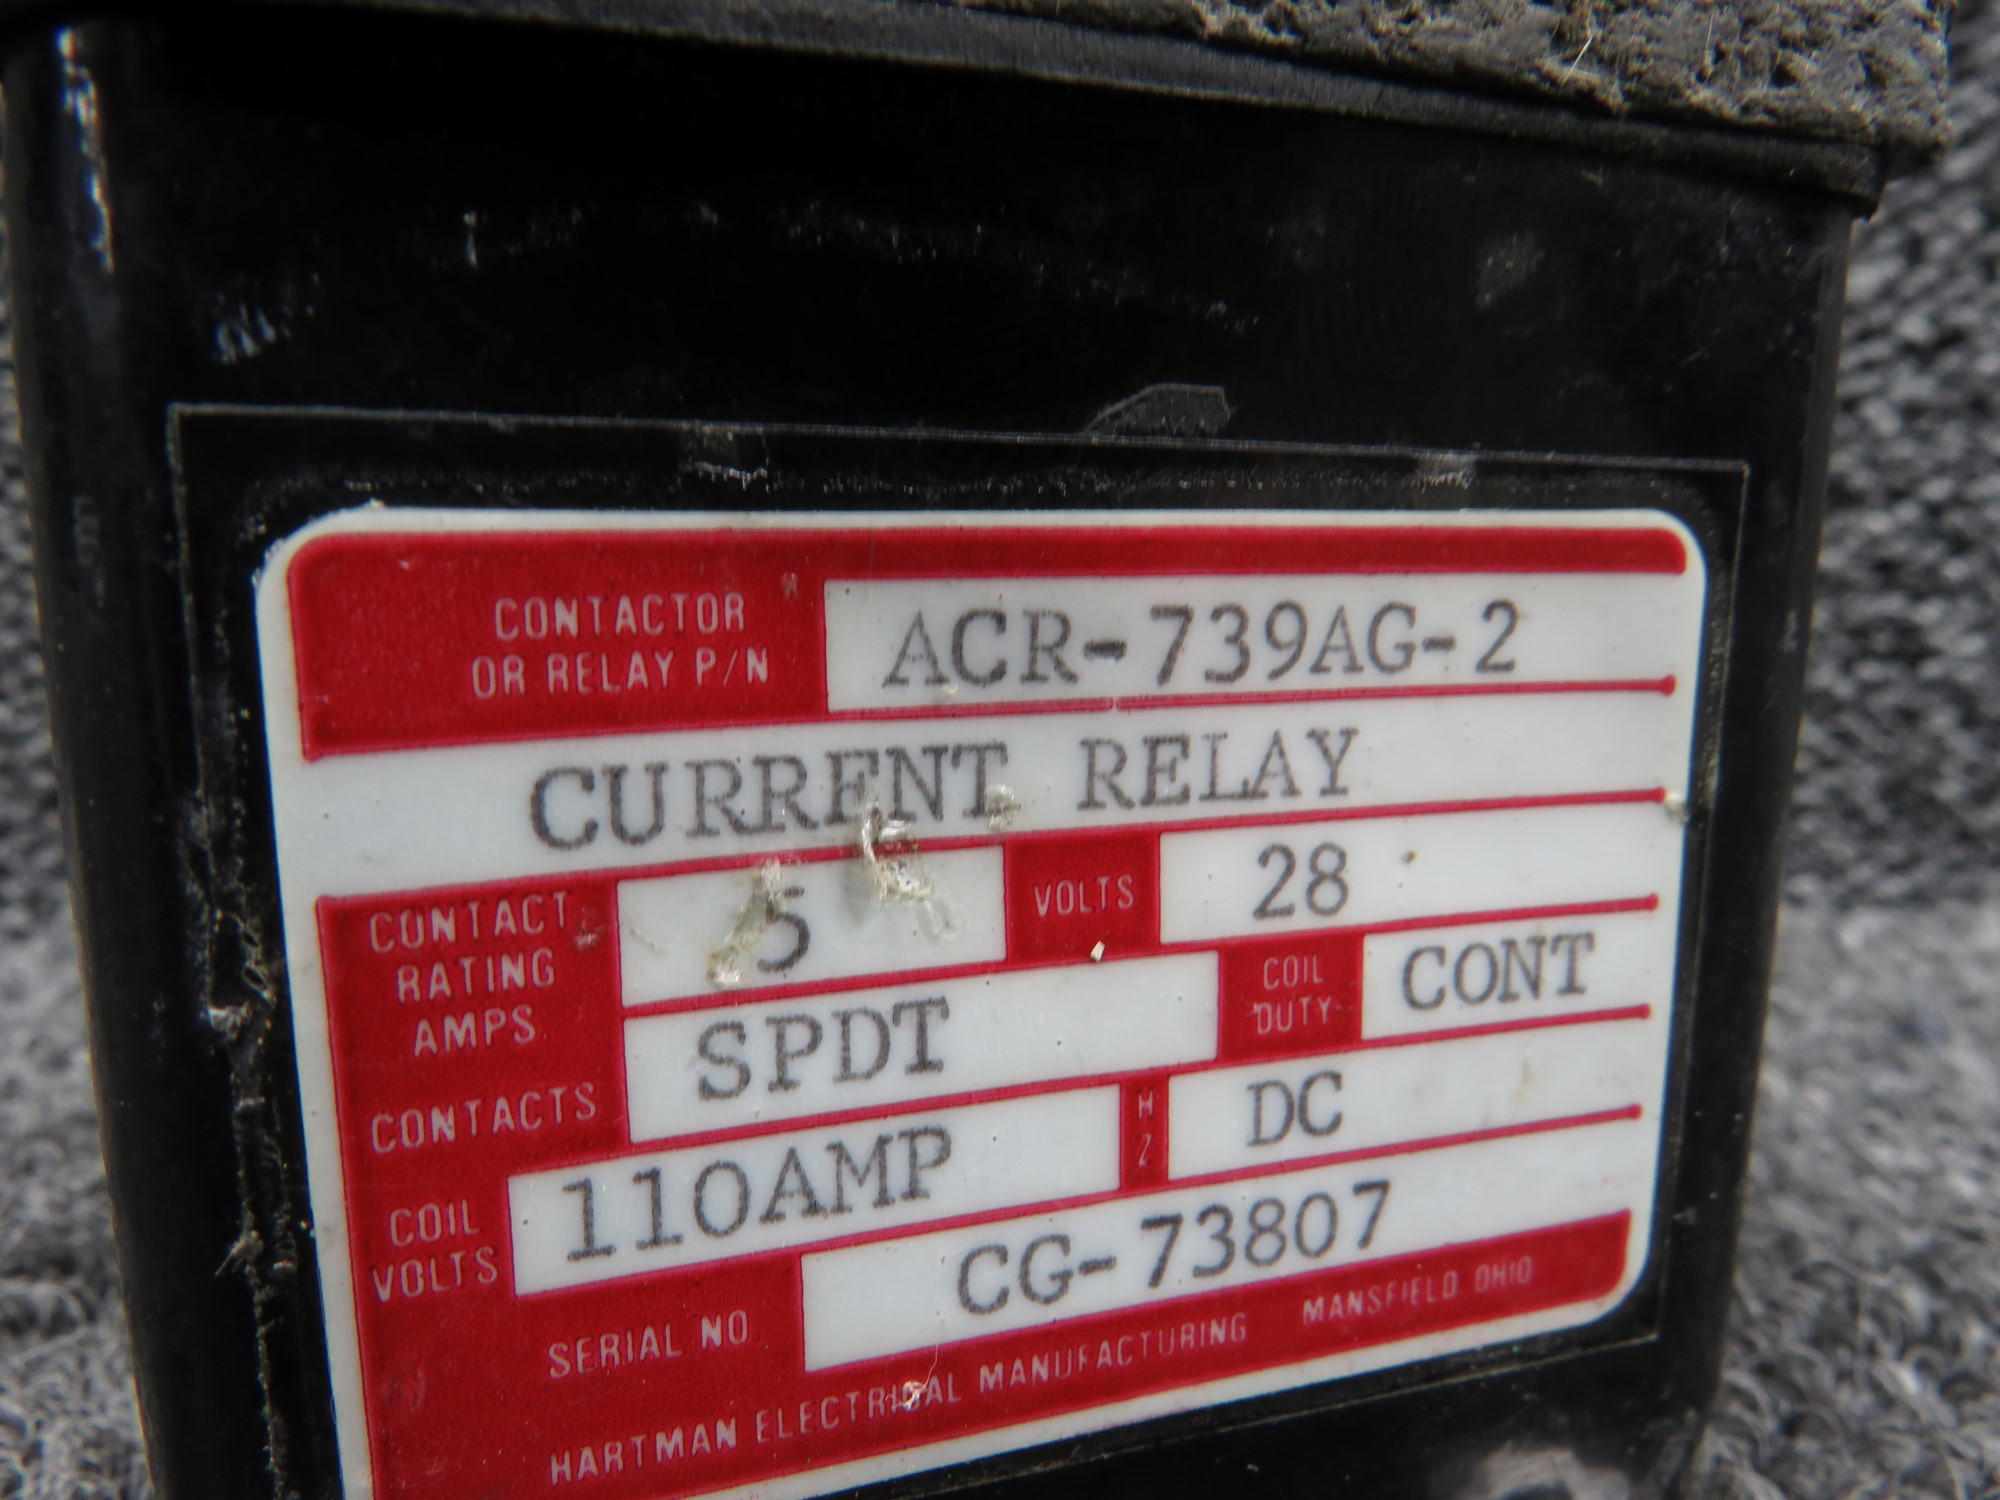 CONTACTOR
OR RELAY P/N ACR-739AG-2
CURRENT RELAY
CONTACT
RATING
AMPS. 5 VOLTS 28
CONTACTS SPDT COIL
DUTY CONT
COIL
VOLTS 110AMP HZ DC
SERIAL NO. CG-73807
HARTMAN ELECTRICAL MANUFACTURING MANSFIELD. OHIO